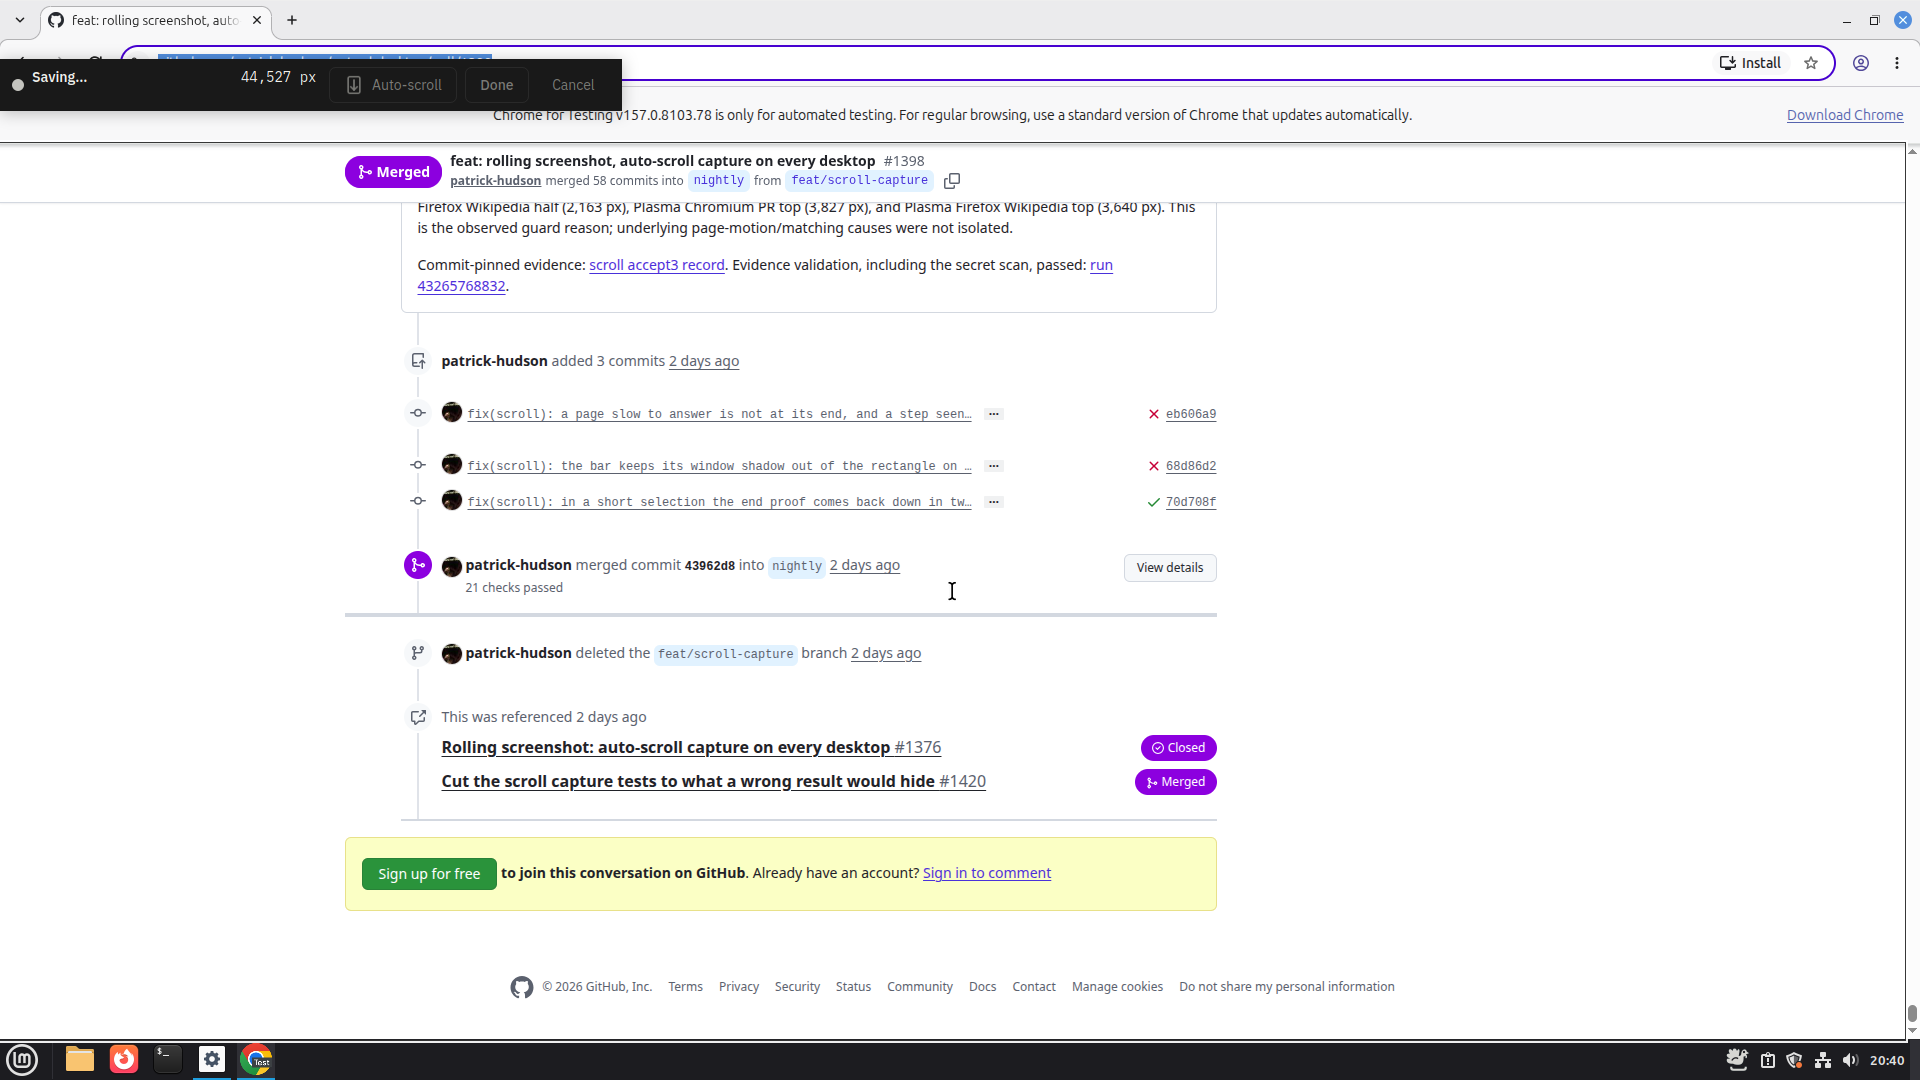 feat: rolling screenshot, auto
Saving...
44,527 px
Auto-scroll
Done
Cancel
Install
Chrome for Testing v157.0.8103.78 is only for automated testing. For regular browsing, use a standard version of Chrome that updates automatically.
Download Chrome
Merged
feat: rolling screenshot, auto-scroll capture on every desktop #1398
patrick-hudson merged 58 commits into nightly from feat/scroll-capture
Firefox Wikipedia half (2,163 px), Plasma Chromium PR top (3,827 px), and Plasma Firefox Wikipedia top (3,640 px). This
is the observed guard reason; underlying page-motion/matching causes were not isolated.
Commit-pinned evidence: scroll accept3 record. Evidence validation, including the secret scan, passed: run
43265768832.
patrick-hudson added 3 commits 2 days ago
fix(scroll): a page slow to answer is not at its end, and a step seen… ... eb606a9
fix(scroll): the bar keeps its window shadow out of the rectangle on … ... 68d86d2
fix(scroll): in a short selection the end proof comes back down in tw… ... 70d708f
patrick-hudson merged commit 43962d8 into nightly 2 days ago
View details
21 checks passed
patrick-hudson deleted the feat/scroll-capture branch 2 days ago
This was referenced 2 days ago
Rolling screenshot: auto-scroll capture on every desktop #1376
Closed
Cut the scroll capture tests to what a wrong result would hide #1420
Merged
Sign up for free to join this conversation on GitHub. Already have an account? Sign in to comment
© 2026 GitHub, Inc. Terms Privacy Security Status Community Docs Contact Manage cookies Do not share my personal information
Test
20:40